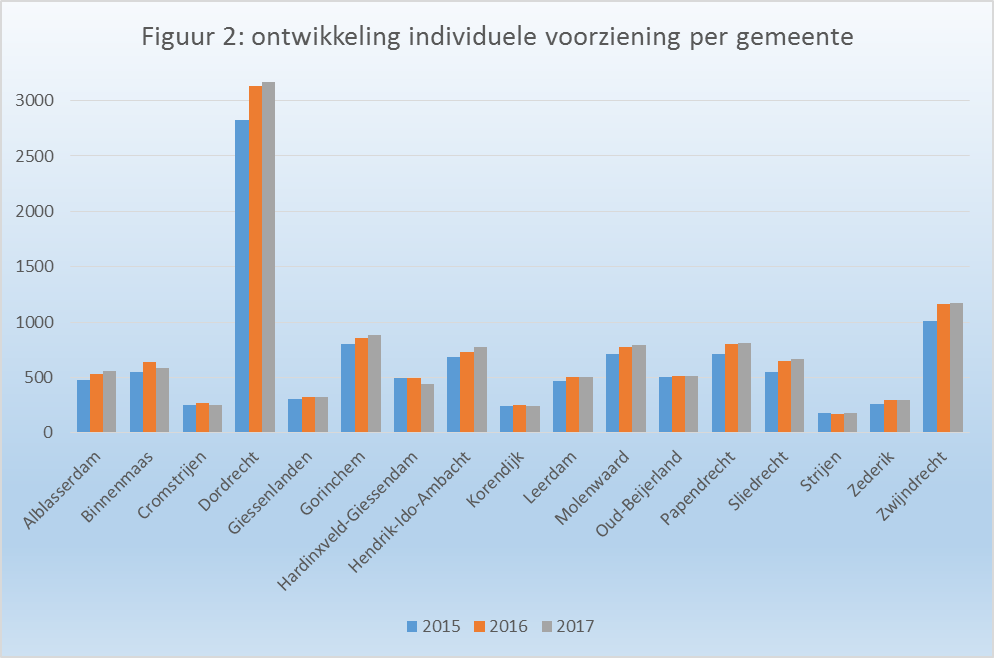 Figuur 2: ontwikkeling individuele voorziening per gemeente
3000
2500
2000
1500
1000
500
0
Alblasserdam
Binnenmaas
Cromstrijen
Dordrecht
Giessenlanden
Gorinchem
Hardinxveld-Giessendam
Hendrik-Ido-Ambacht
Korendijk
Leerdam
Molenwaard
Oud-Beijerland
Papendrecht
Sliedrecht
Strijen
Zederik
Zwijndrecht
2015 2016 2017